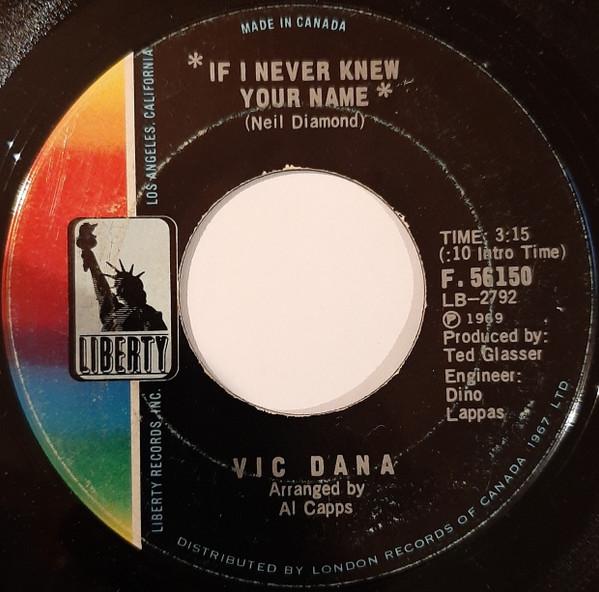 MADE IN CANADA
* IF I NEVER KNEW
YOUR NAME *
(Neil Diamond)
LOS ANGELES, CALIFORNIA
LIBERTY
LIBERTY RECORDS, INC.
TIME: 3:15
(:10 Intro Time)
F. 56150
LB-2792
℗ 1969
Produced by:
Ted Glasser
Engineer:
Dino
Lappas
VIC DANA
Arranged by
Al Capps
DISTRIBUTED BY LONDON RECORDS OF CANADA 1967 LTD